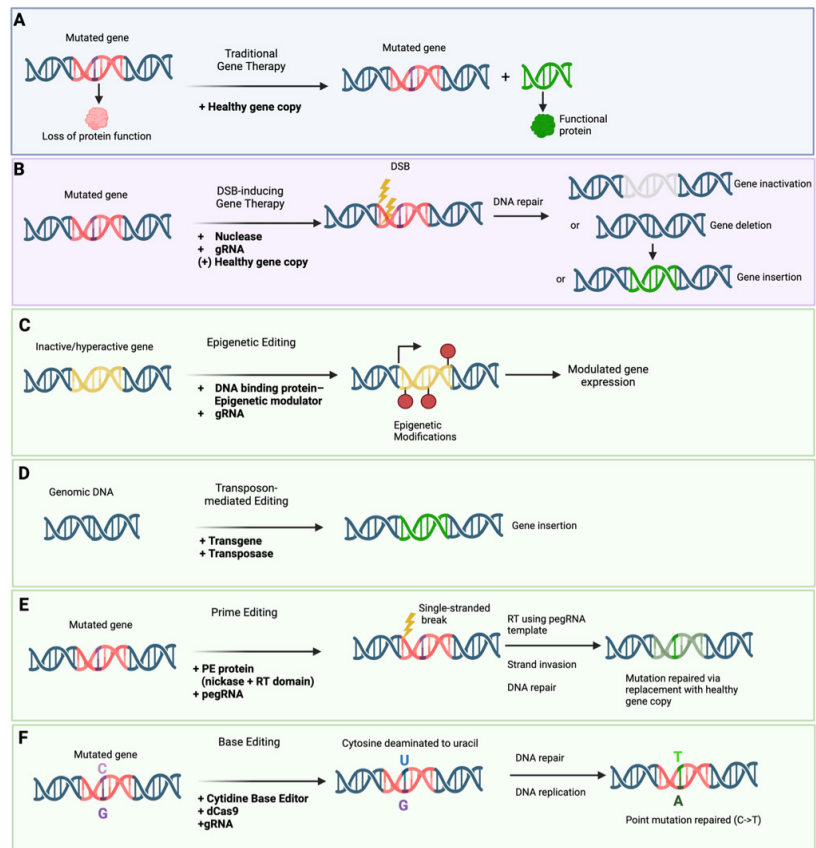 A
Mutated gene
Loss of protein function
Traditional
Gene Therapy
+ Healthy gene copy
Mutated gene
+
Functional
protein
B
Mutated gene
DSB-inducing
Gene Therapy
+ Nuclease
+ gRNA
(+) Healthy gene copy
DSB
DNA repair
Gene inactivation
or
Gene deletion
or
Gene insertion
C
Inactive/hyperactive gene
Epigenetic Editing
+ DNA binding protein–
Epigenetic modulator
+ gRNA
Epigenetic
Modifications
Modulated gene
expression
D
Genomic DNA
Transposon-
mediated Editing
+ Transgene
+ Transposase
Gene insertion
E
Mutated gene
Prime Editing
+ PE protein
(nickase + RT domain)
+ pegRNA
Single-stranded
break
RT using pegRNA
template
Strand invasion
DNA repair
Mutation repaired via
replacement with healthy
gene copy
F
Mutated gene
C
G
Base Editing
+ Cytidine Base Editor
+ dCas9
+gRNA
Cytosine deaminated to uracil
U
G
DNA repair
DNA replication
T
A
Point mutation repaired (C->T)